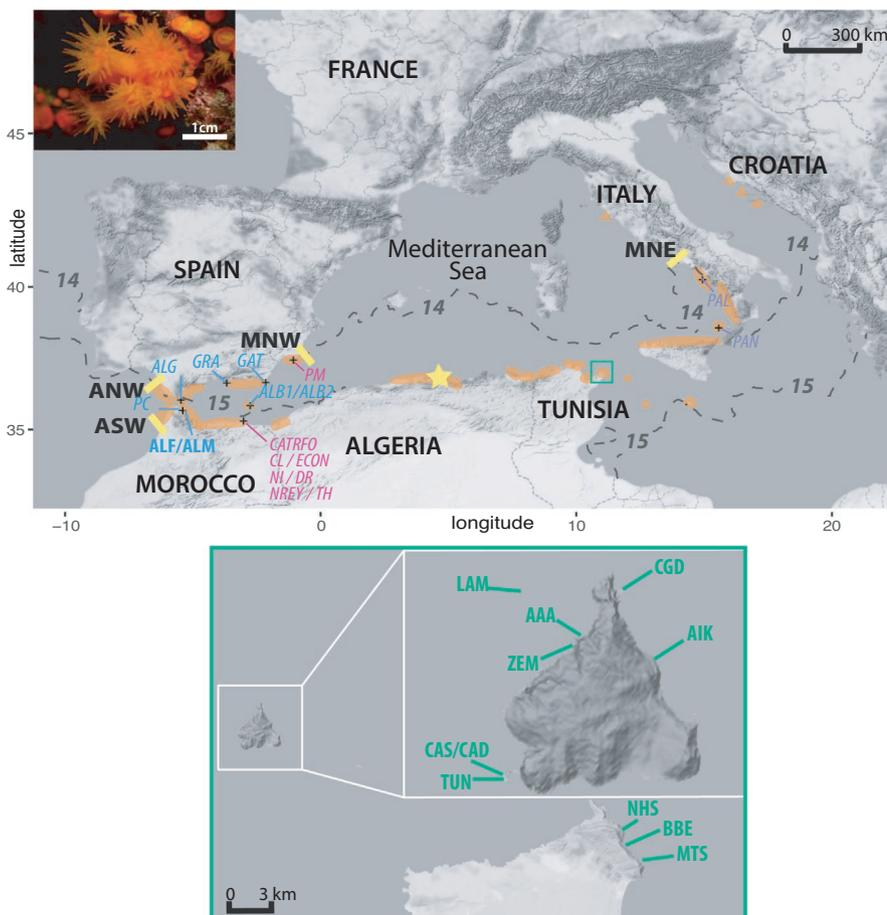 1cm
0 300 km
FRANCE
45
CROATIA
ITALY
latitude
Mediterranean
Sea
MNE
14
14
SPAIN
40
14
PAL
14
MNW
PAN
ALG
GRA
GAT
PM
ANW
PC
15
ALB1/ALB2
15
ASW
TUNISIA
35
15
ALF/ALM
CATRFO
ALGERIA
CL / ECON
NI / DR
MOROCCO
NREY / TH
−10 0 10 20
longitude
CGD
LAM
AAA
AIK
ZEM
CAS/CAD
TUN
NHS
BBE
MTS
0 3 km